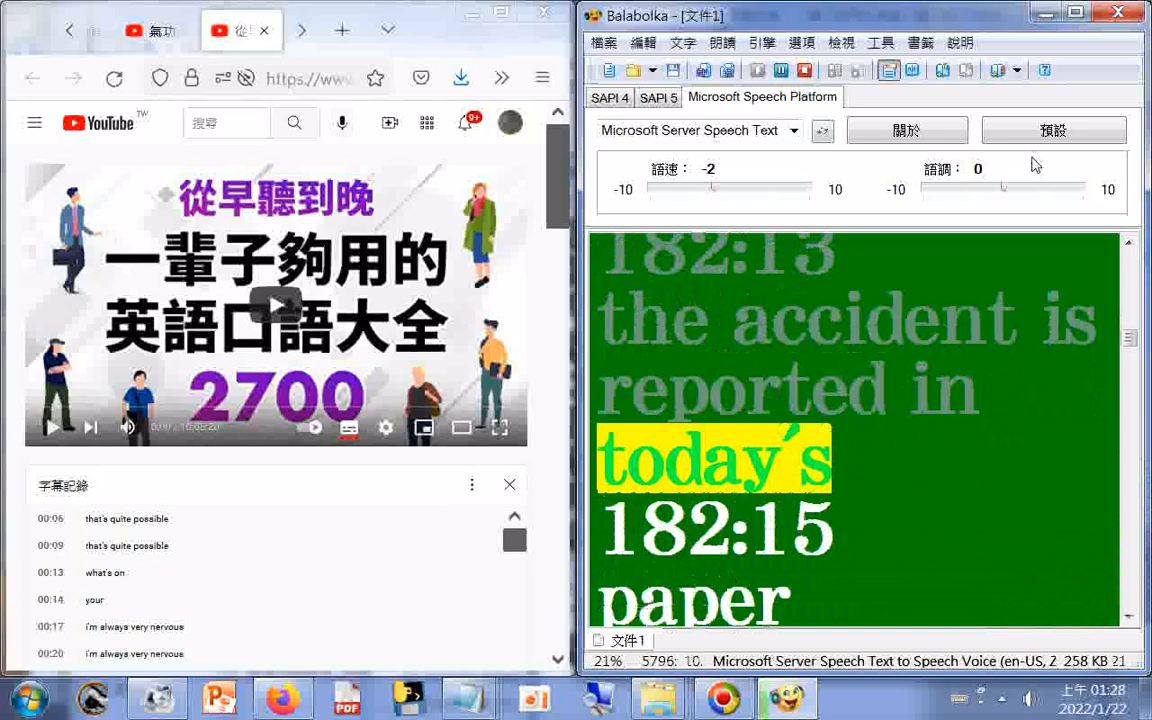 氣功
從!
https://www.
YouTube TW
搜尋
9+
從早聽到晚
一輩子夠用的
英語口語大全
2700
字幕記錄
00:06 that's quite possible
00:09 that's quite possible
00:13 what's on
00:14 your
00:17 i'm always very nervous
00:20 i'm always very nervous
Balabolka - [文件1]
檔案 編輯 文字 朗讀 引擎 選項 檢視 工具 書籤 說明
SAPI 4 SAPI 5 Microsoft Speech Platform
Microsoft Server Speech Text 關於 預設
語速： -2 語調： 0
-10 10 -10 10
182:13
the accident is
reported in
today's
182:15
paper
文件1
21% 5796: 10. Microsoft Server Speech Text to Speech Voice (en-US, 2 258 KB 21
PDF
上午 01:28
2022/1/22